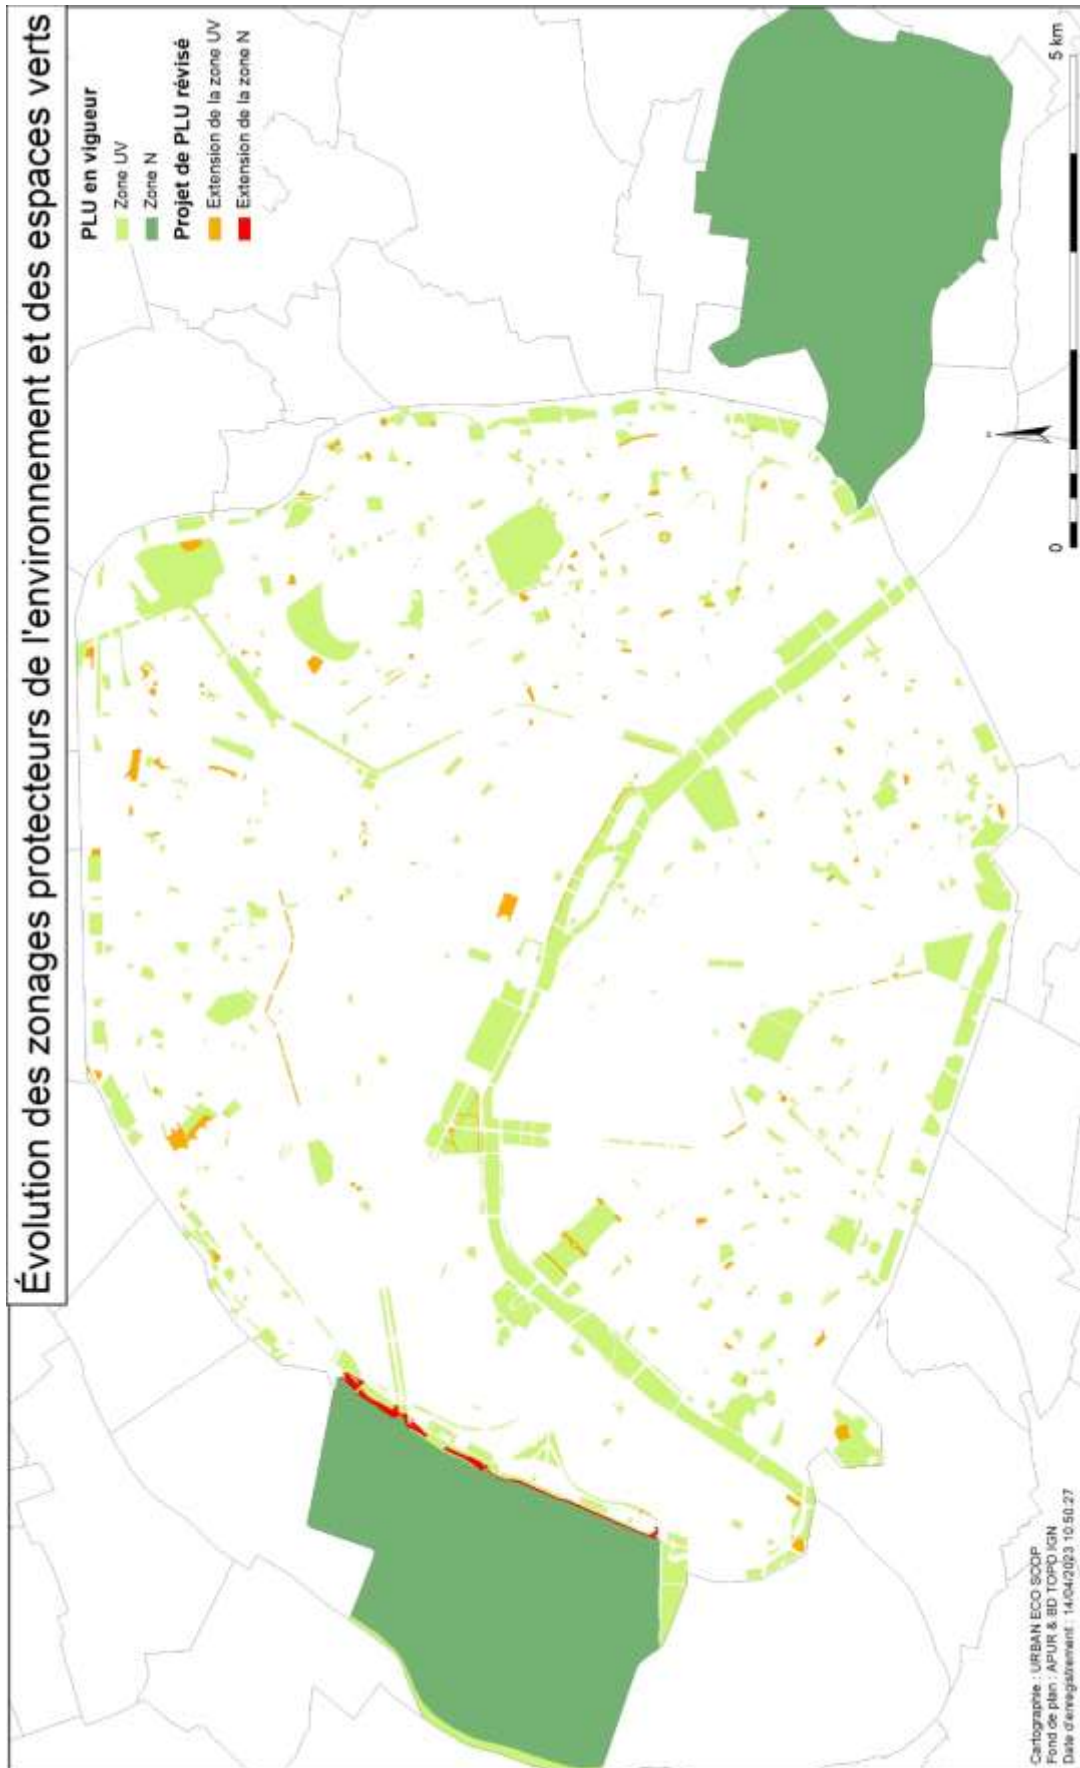 Évolution des zonages protecteurs de l'environnement et des espaces verts
PLU en vigueur
Zone UV
Zone N
Projet de PLU révisé
Extension de la zone UV
Extension de la zone N
0
5 km
Cartographie : URBAN ECO SCOP
Fond de plan : APUR & BD TOPO IGN
Date d'enregistrement : 14/04/2023 10:50:27